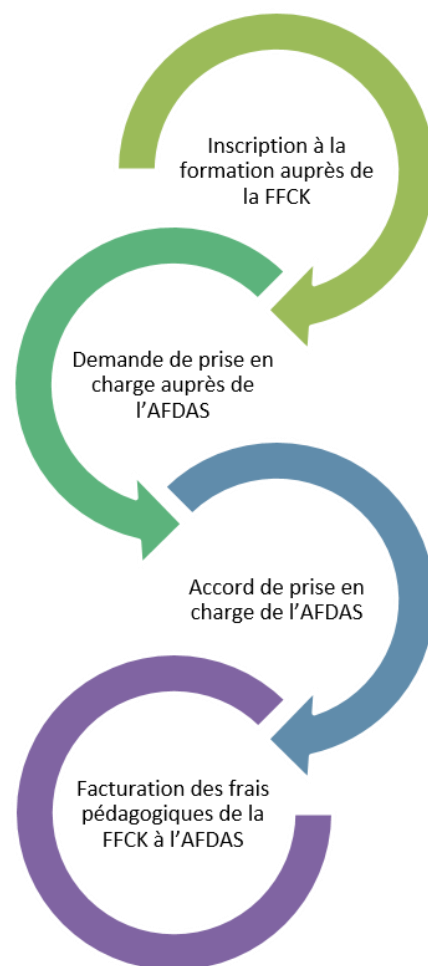 Inscription à la
formation auprès de
la FFCK
Demande de prise en
charge auprès de
l’AFDAS
Accord de prise en
charge de l’AFDAS
Facturation des frais
pédagogiques de la
FFCK à l’AFDAS